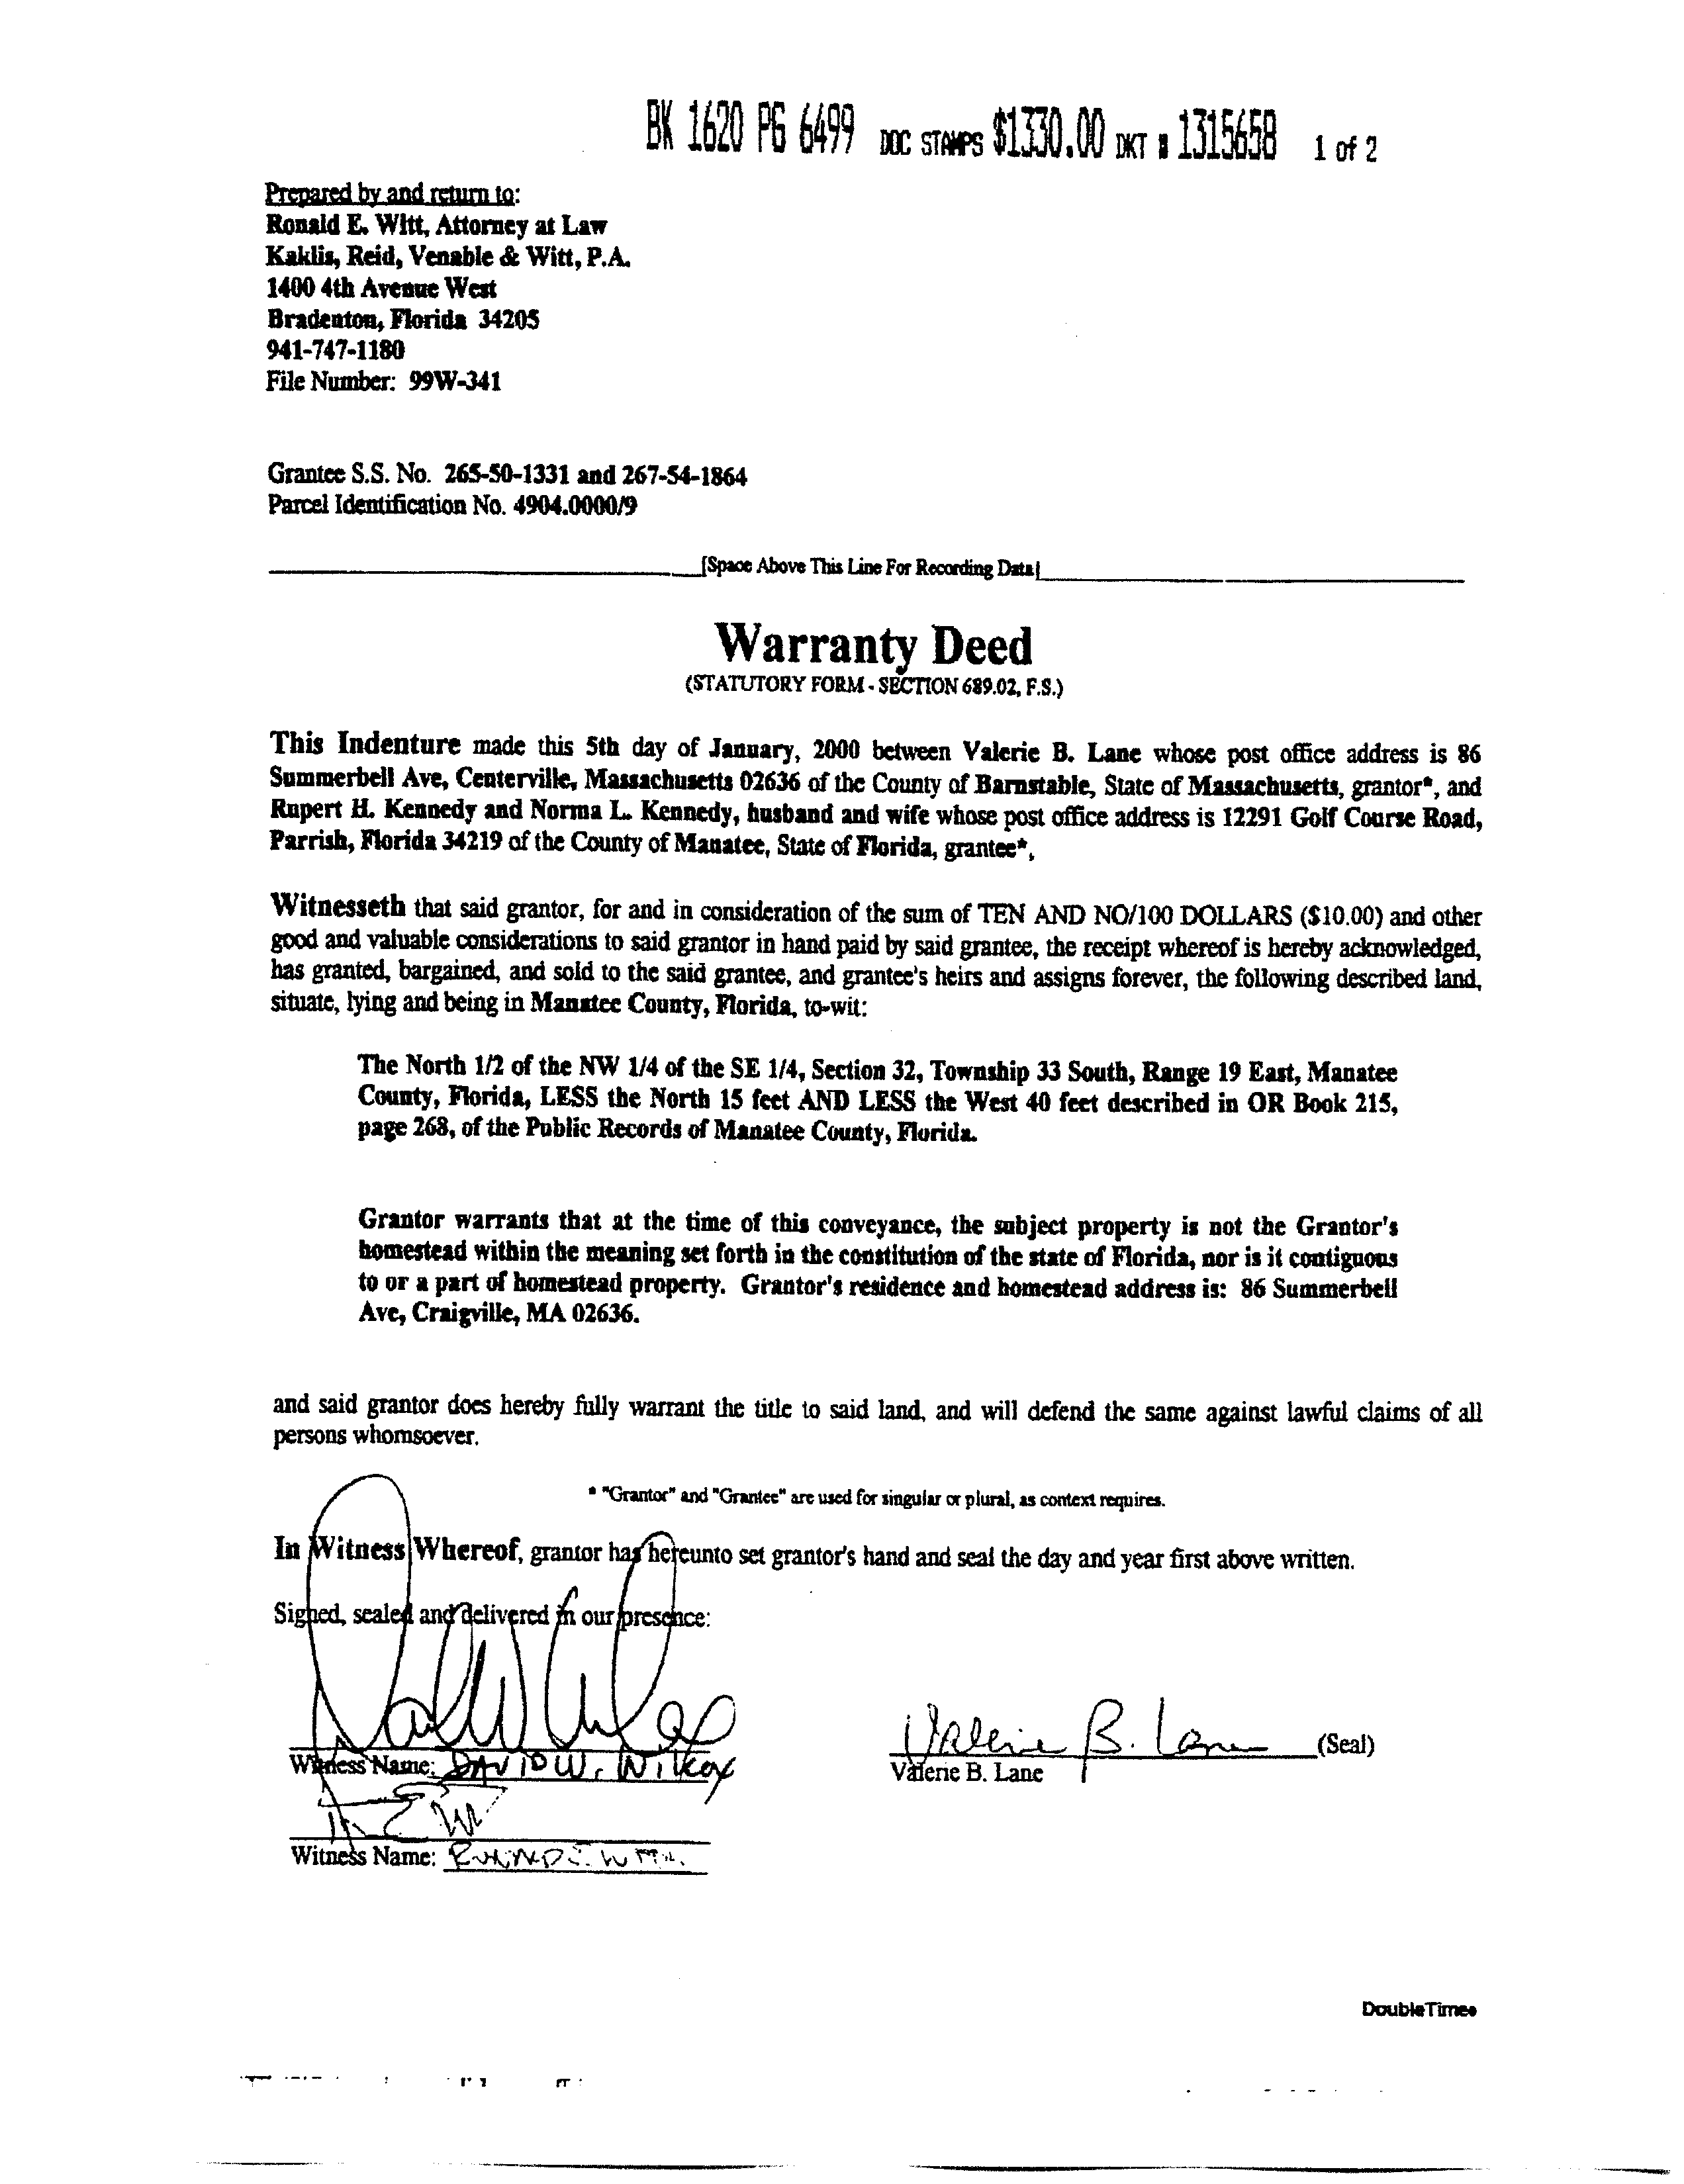 BK 1620 PG 6499 DOC STAMPS $1330.00 DKT # 1315658 1 of 2
Prepared by and return to:
Ronald E. Witt, Attorney at Law
Kaklis, Reid, Venable & Witt, P.A.
1400 4th Avenue West
Bradenton, Florida 34205
941-747-1180
File Number: 99W-341
Grantee S.S. No. 265-50-1331 and 267-54-1864
Parcel Identification No. 4904.0000/9
[Space Above This Line For Recording Data]
Warranty Deed
(STATUTORY FORM - SECTION 689.02, F.S.)
This Indenture made this 5th day of January, 2000 between Valerie B. Lane whose post office address is 86
Summerbell Ave, Centerville, Massachusetts 02636 of the County of Barnstable, State of Massachusetts, grantor*, and
Rupert H. Kennedy and Norma L. Kennedy, husband and wife whose post office address is 12291 Golf Course Road,
Parrish, Florida 34219 of the County of Manatee, State of Florida, grantee*,
Witnesseth that said grantor, for and in consideration of the sum of TEN AND NO/100 DOLLARS ($10.00) and other
good and valuable considerations to said grantor in hand paid by said grantee, the receipt whereof is hereby acknowledged,
has granted, bargained, and sold to the said grantee, and grantee's heirs and assigns forever, the following described land,
situate, lying and being in Manatee County, Florida, to-wit:
The North 1/2 of the NW 1/4 of the SE 1/4, Section 32, Township 33 South, Range 19 East, Manatee
County, Florida, LESS the North 15 feet AND LESS the West 40 feet described in OR Book 215,
page 268, of the Public Records of Manatee County, Florida.
Grantor warrants that at the time of this conveyance, the subject property is not the Grantor's
homestead within the meaning set forth in the constitution of the state of Florida, nor is it contiguous
to or a part of homestead property. Grantor's residence and homestead address is: 86 Summerbell
Ave, Craigville, MA 02636.
and said grantor does hereby fully warrant the title to said land, and will defend the same against lawful claims of all
persons whomsoever.
* "Grantor" and "Grantee" are used for singular or plural, as context requires.
In Witness Whereof, grantor has hereunto set grantor's hand and seal the day and year first above written.
Signed, sealed and delivered in our presence:
Valerie B. Lane (Seal)
Witness Name: DAVID W. Wilcox
Valerie B. Lane
Witness Name:
DoubleTimes